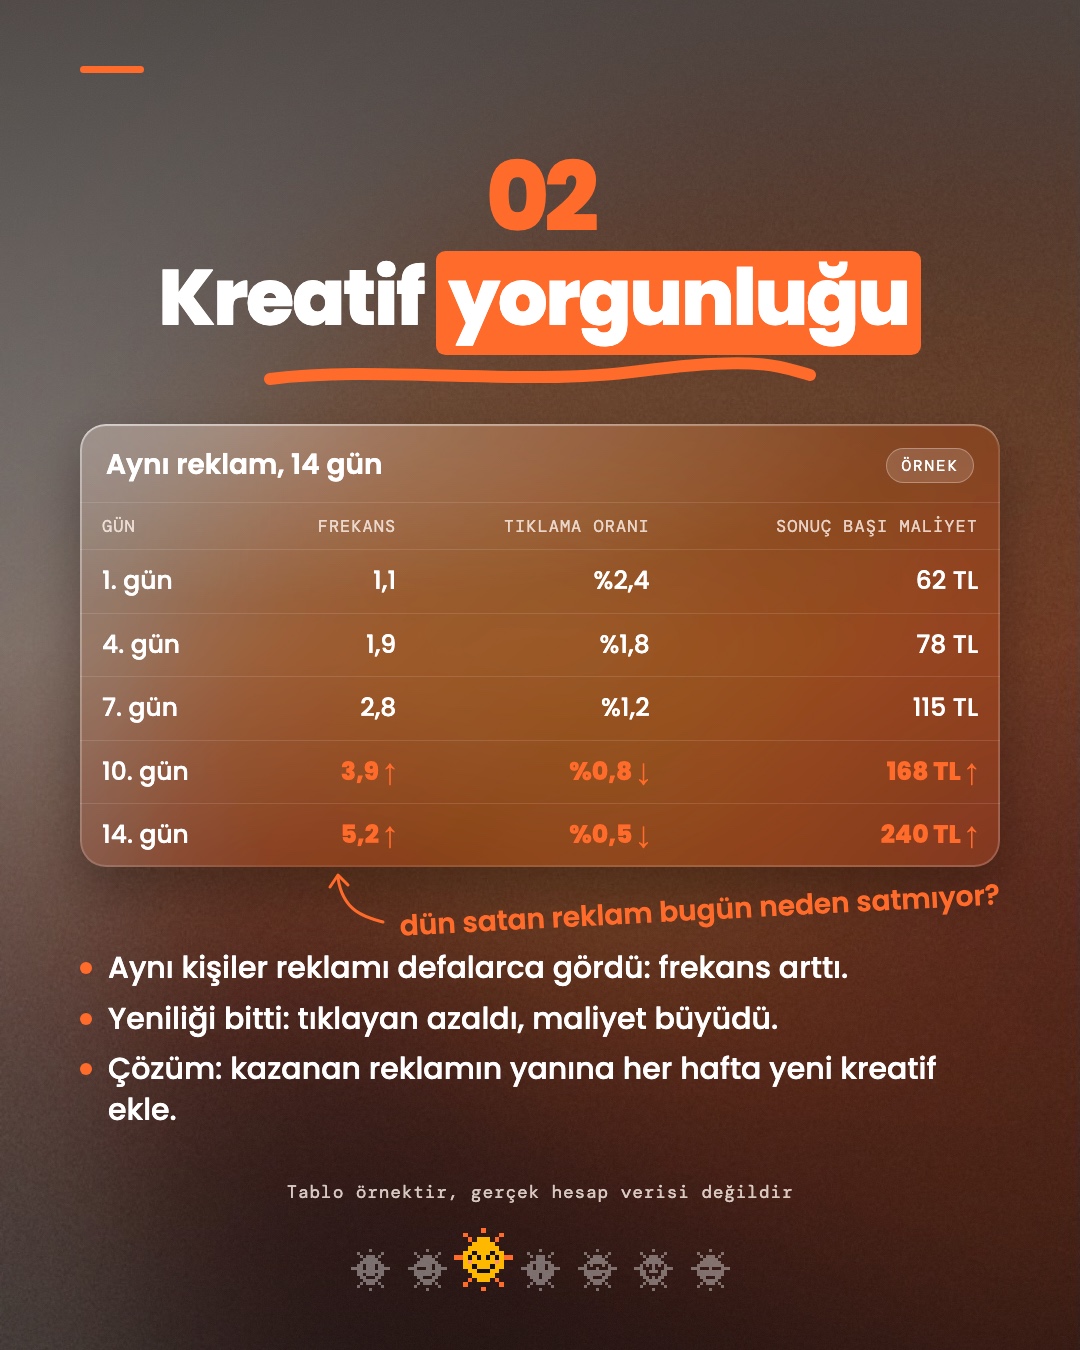 02
Kreatif yorgunluğu
Aynı reklam, 14 gün
ÖRNEK
GÜN FREKANS TIKLAMA ORANI SONUÇ BAŞI MALİYET
1. gün 1,1 %2,4 62 TL
4. gün 1,9 %1,8 78 TL
7. gün 2,8 %1,2 115 TL
10. gün 3,9↑ %0,8↓ 168 TL↑
14. gün 5,2↑ %0,5↓ 240 TL↑
dün satan reklam bugün neden satmıyor?
Aynı kişiler reklamı defalarca gördü: frekans arttı.
Yeniliği bitti: tıklayan azaldı, maliyet büyüdü.
Çözüm: kazanan reklamın yanına her hafta yeni kreatif
ekle.
Tablo örnektir, gerçek hesap verisi değildir